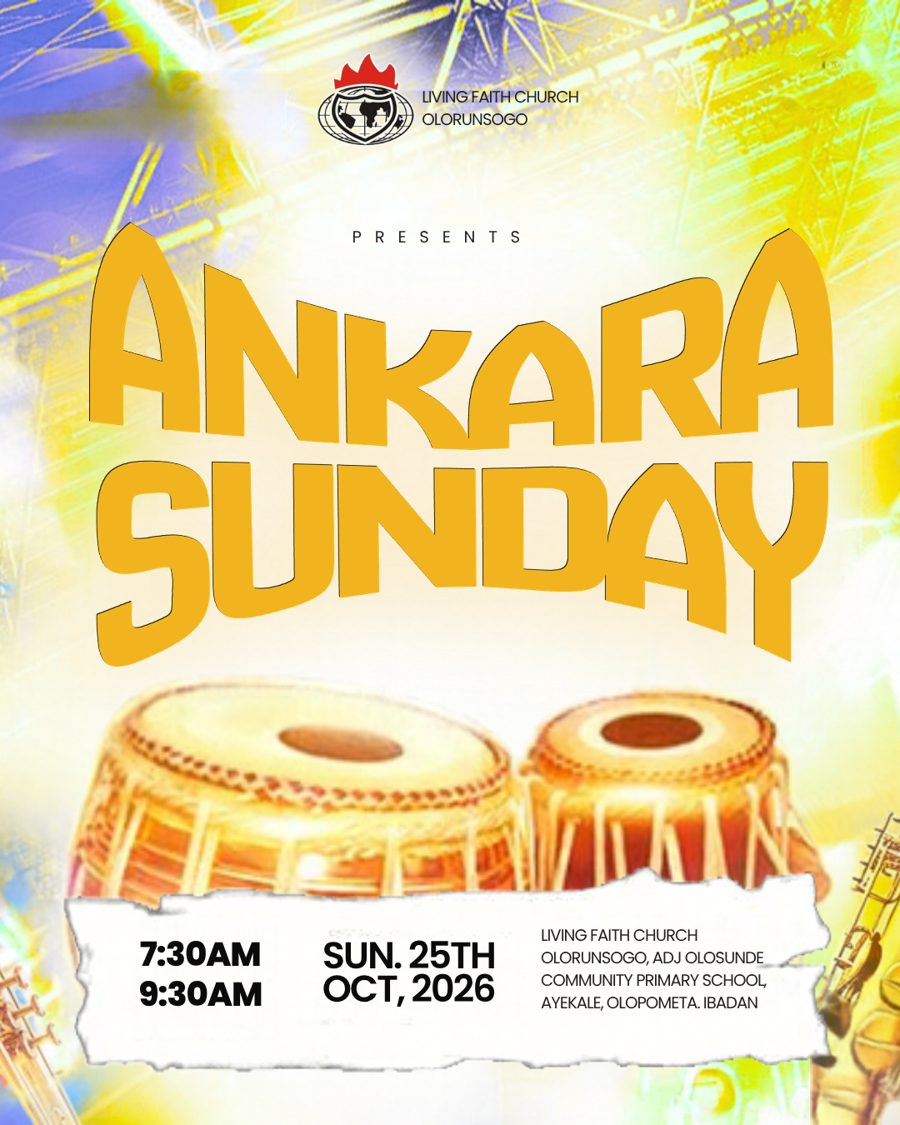 LIVING FAITH CHURCH
OLORUNSOGO
PRESENTS
ANKARA
SUNDAY
7:30AM
9:30AM
SUN. 25TH
OCT, 2026
LIVING FAITH CHURCH
OLORUNSOGO, ADJ OLOSUNDE
COMMUNITY PRIMARY SCHOOL,
AYEKALE, OLOPOMETA. IBADAN